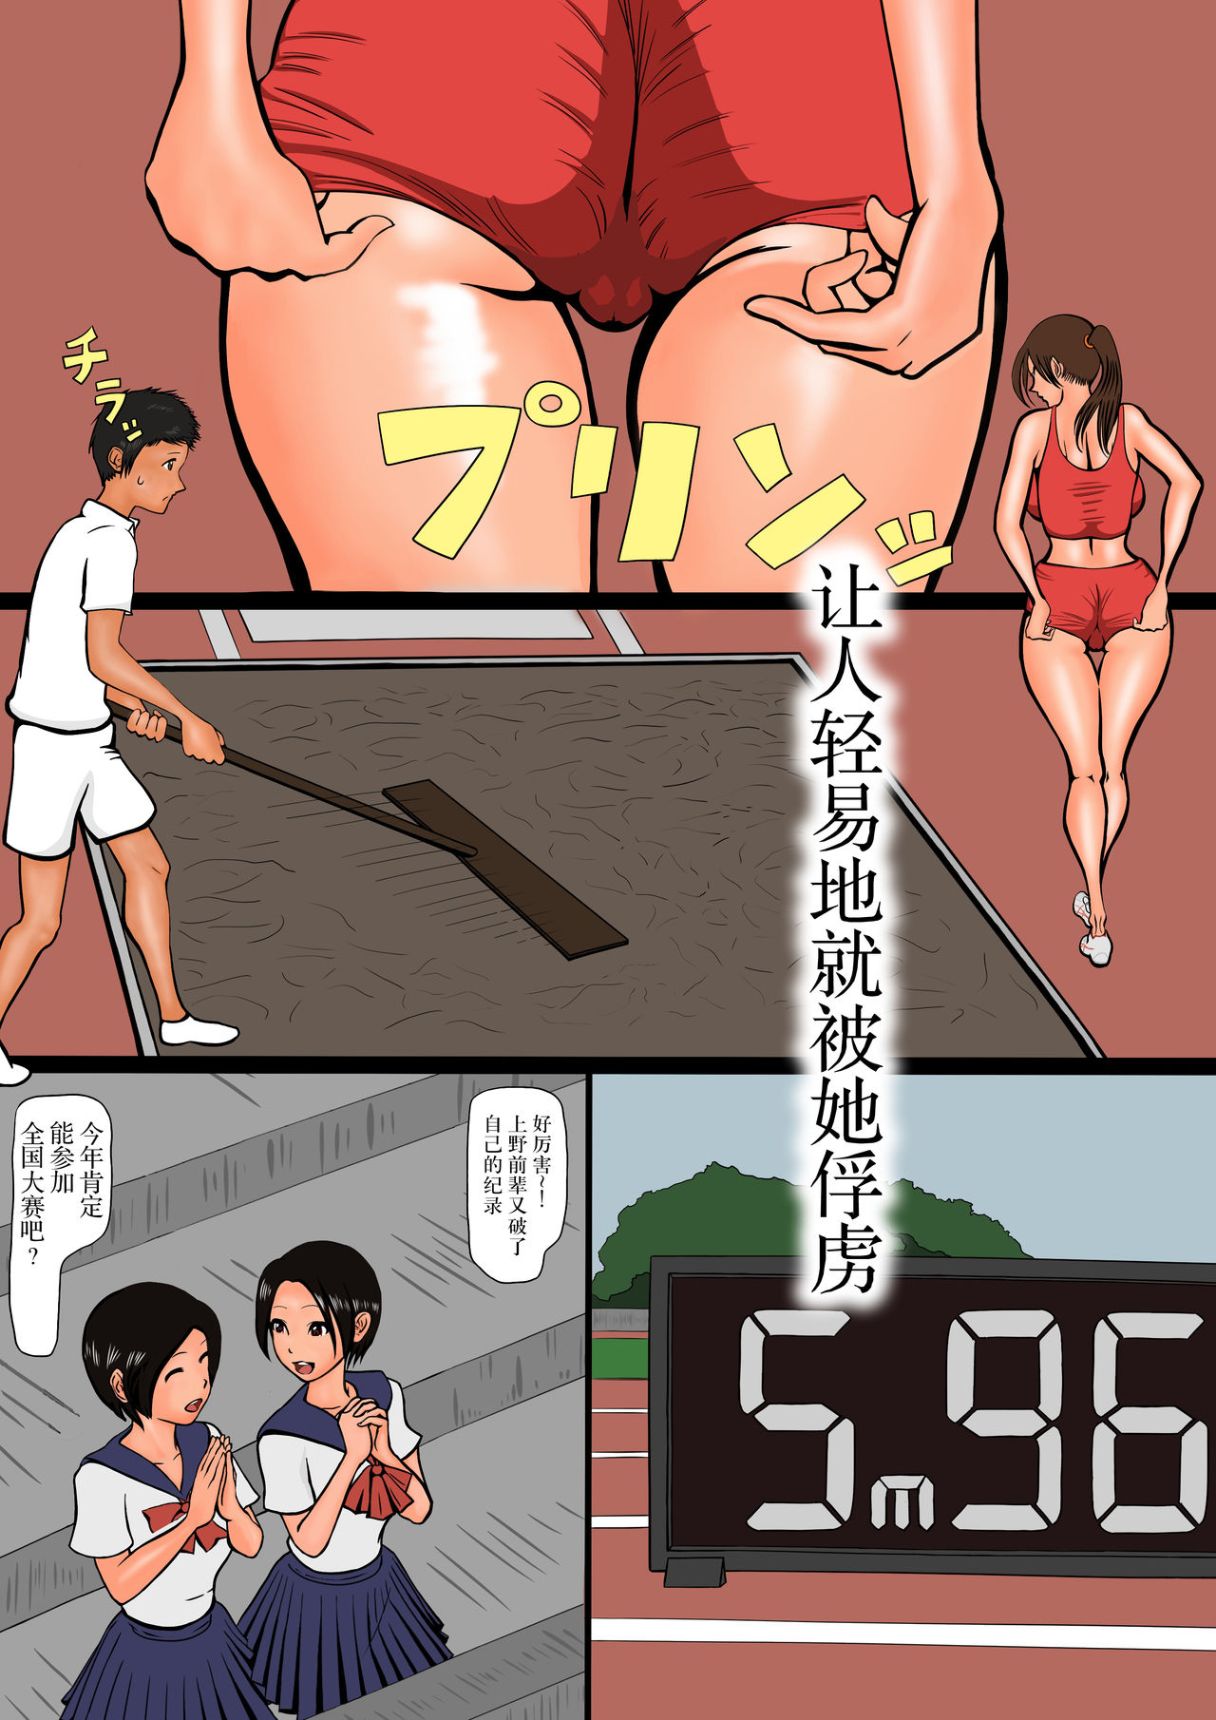 プリンッ
チラッ
让人轻易地就被她俘虏
5m96
好厉害～！
上野前辈又破了
自己的纪录
今年肯定
能参加
全国大赛吧？